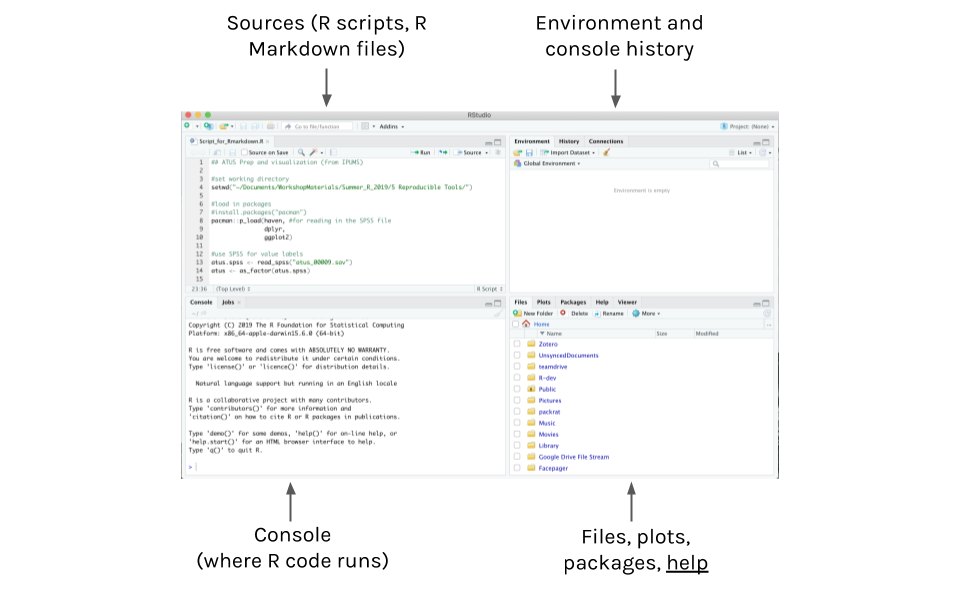 Sources (R scripts, R
Markdown files)
Environment and
console history
RStudio
Go to file/function
Addins
Project: (None)
Script_for_Rmarkdown.R
Source on Save
Run
Source
1 ## ATUS Prep and visualization (from IPUMS)
2
3 #set working directory
4 setwd("~/Documents/WorkshopMaterials/Summer_R_2019/5 Reproducible Tools/")
5
6 #load in packages
7 #install.packages("pacman")
8 pacman::p_load(haven, #for reading in the SPSS file
9 dplyr,
10 ggplot2)
11
12 #use SPSS for value labels
13 atus.spss <- read_spss("atus_00009.sav")
14 atus <- as_factor(atus.spss)
15
23:36 (Top Level)
R Script
Environment History Connections
Import Dataset
List
Global Environment
Environment is empty
Console Jobs
~/
Copyright (C) 2019 The R Foundation for Statistical Computing
Platform: x86_64-apple-darwin15.6.0 (64-bit)
R is free software and comes with ABSOLUTELY NO WARRANTY.
You are welcome to redistribute it under certain conditions.
Type 'license()' or 'licence()' for distribution details.
Natural language support but running in an English locale
R is a collaborative project with many contributors.
Type 'contributors()' for more information and
'citation()' on how to cite R or R packages in publications.
Type 'demo()' for some demos, 'help()' for on-line help, or
'help.start()' for an HTML browser interface to help.
Type 'q()' to quit R.
>
Files Plots Packages Help Viewer
New Folder Delete Rename More
Home
Name Size Modified
Zotero
UnsyncedDocuments
teamdrive
R-dev
Public
Pictures
packrat
Music
Movies
Library
Google Drive File Stream
Facepager
Console
(where R code runs)
Files, plots,
packages, help